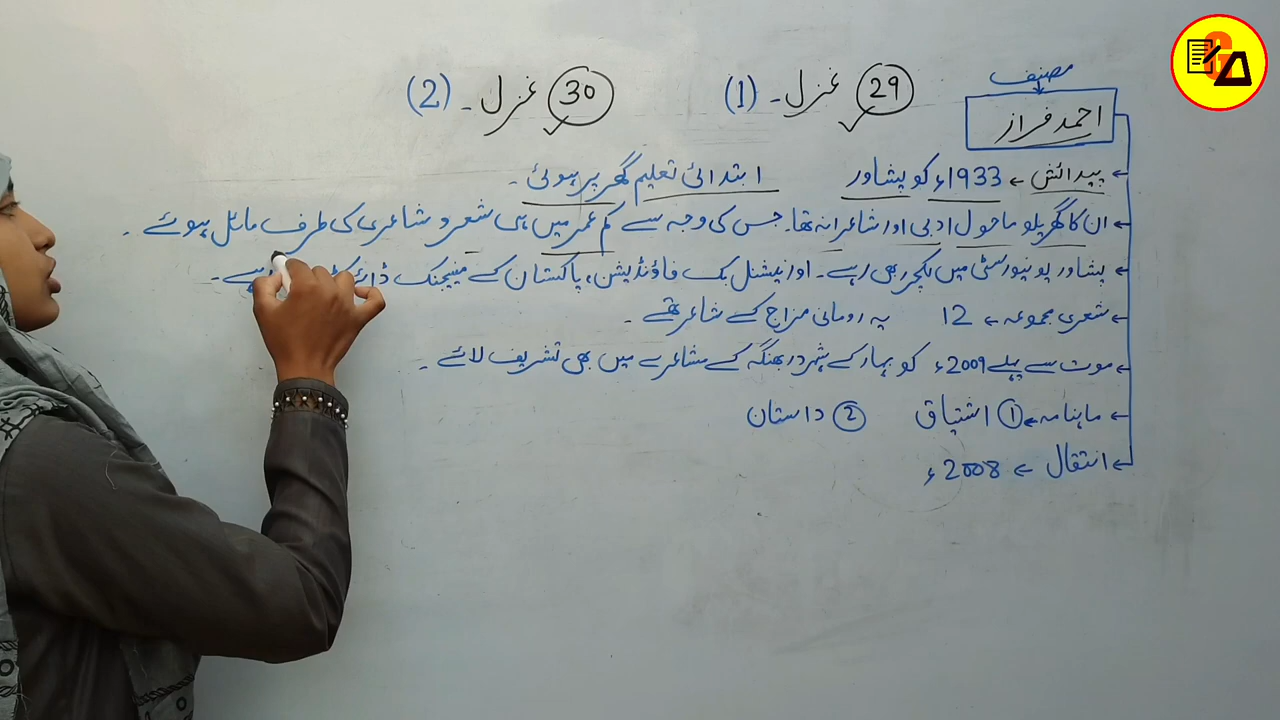 مصنف
احمد فراز
29 غزل ۔ (1)
30 غزل ۔ (2)
پیدائش ← 1933ء کو پشاور ابتدائی تعلیم گھر پر ہوئی ۔
ان کا گھریلو ماحول ادبی اور شاعرانہ تھا۔ جس کی وجہ سے کم عمر میں ہی شعر و شاعری کی طرف مائل ہوئے ۔
پشاور یونیورسٹی میں لکچرر بھی رہے ۔ اور نیشنل بک فاؤنڈیشن، پاکستان کے منیجنگ ہے ۔
شعری مجموعہ ← 12 یہ رومانی مزاج کے شاعر تھے ۔
موت سے پہلے 2009ء کو بہار کے شہر دربھنگہ کے مشاعرے میں بھی تشریف لائے ۔
ماہنامہ ← 1 اشتیاق 2 داستان
انتقال ← 2008ء